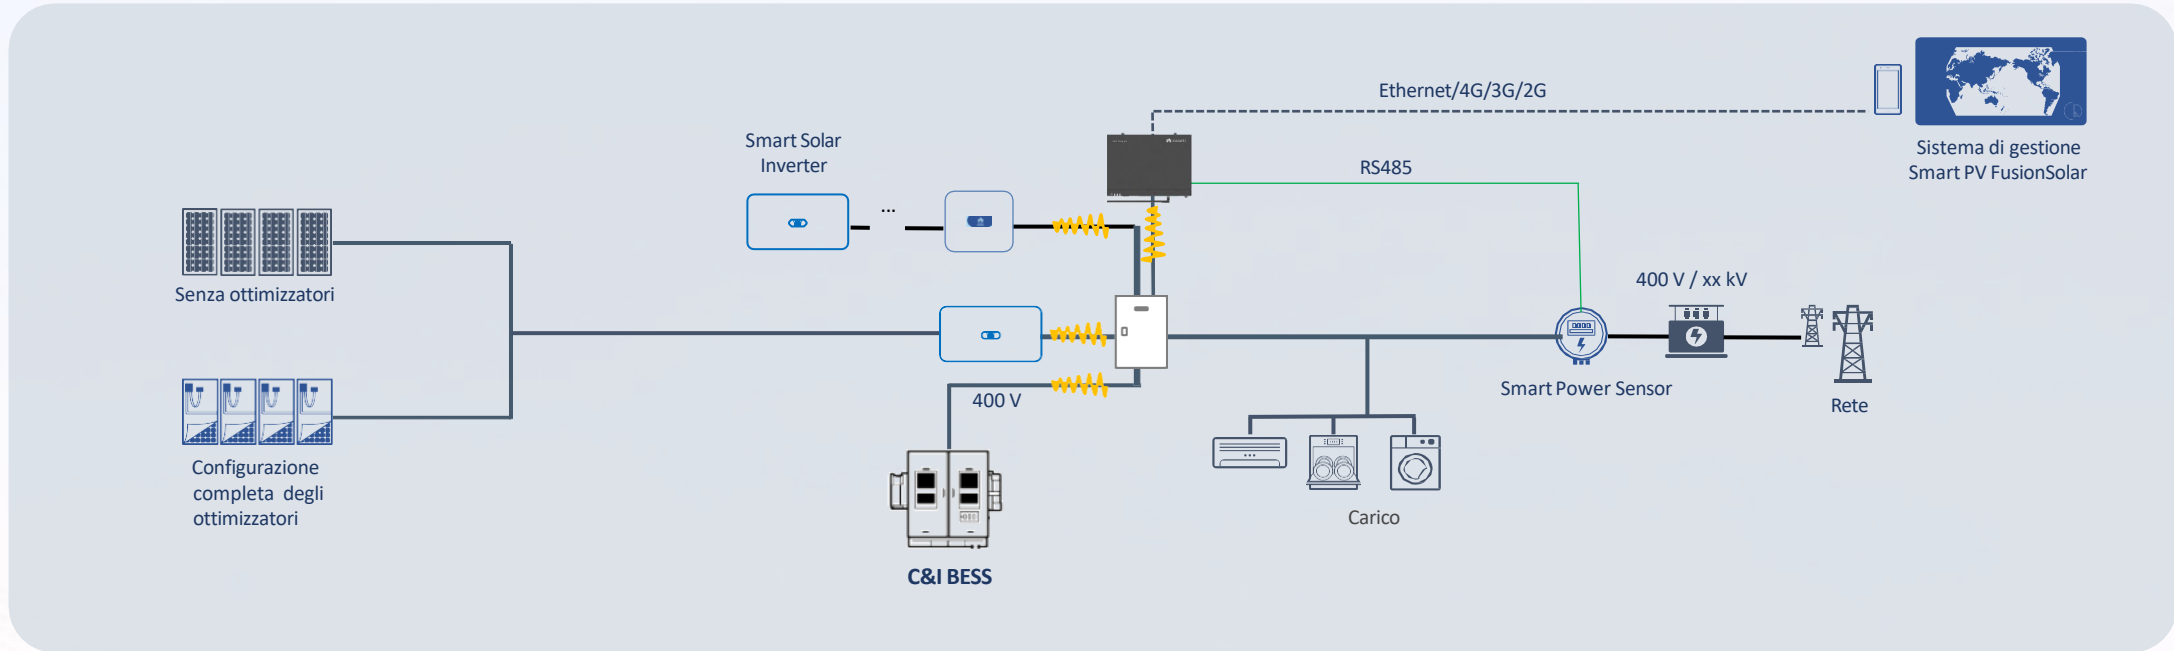 Ethernet/4G/3G/2G
Smart Solar
Inverter
RS485
Sistema di gestione
Smart PV FusionSolar
...
Senza ottimizzatori
400 V / xx kV
400 V
Smart Power Sensor
Rete
Configurazione
completa degli
ottimizzatori
Carico
C&I BESS